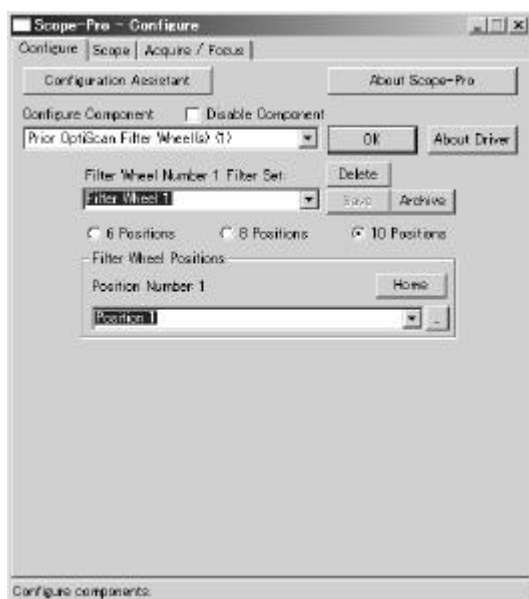 Scope-Pro - Configure
Configure Scope Acquire / Focus
Configuration Assistant About Scope-Pro
Configure Component Disable Component
Prior OptiScan Filter Wheel(s) (1) OK About Driver
Filter Wheel Number 1 Filter Set: Delete
Filter Wheel 1 Save Archive
6 Positions 8 Positions 10 Positions
Filter Wheel Positions
Position Number 1 Home
Position 1 ..
Configure components.